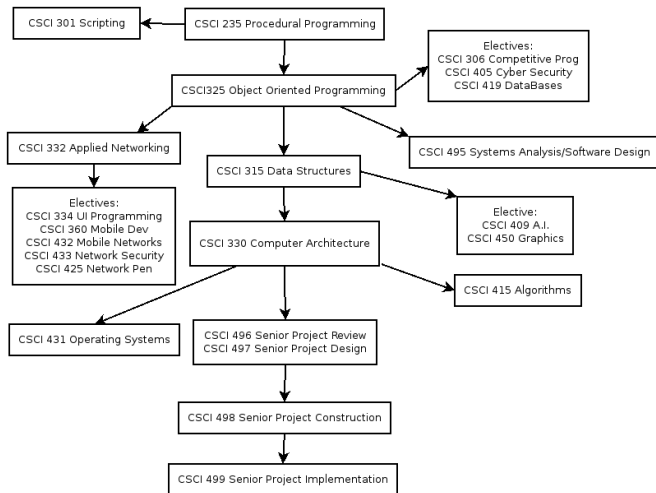 CSCI 301 Scripting
CSCI 235 Procedural Programming
Electives:
CSCI 306 Competitive Prog
CSCI 405 Cyber Security
CSCI 419 DataBases
CSCI325 Object Oriented Programming
CSCI 332 Applied Networking
CSCI 495 Systems Analysis/Software Design
CSCI 315 Data Structures
Electives:
CSCI 334 UI Programming
CSCI 360 Mobile Dev
CSCI 432 Mobile Networks
CSCI 433 Network Security
CSCI 425 Network Pen
Elective:
CSCI 409 A.I.
CSCI 450 Graphics
CSCI 330 Computer Architecture
CSCI 415 Algorithms
CSCI 431 Operating Systems
CSCI 496 Senior Project Review
CSCI 497 Senior Project Design
CSCI 498 Senior Project Construction
CSCI 499 Senior Project Implementation